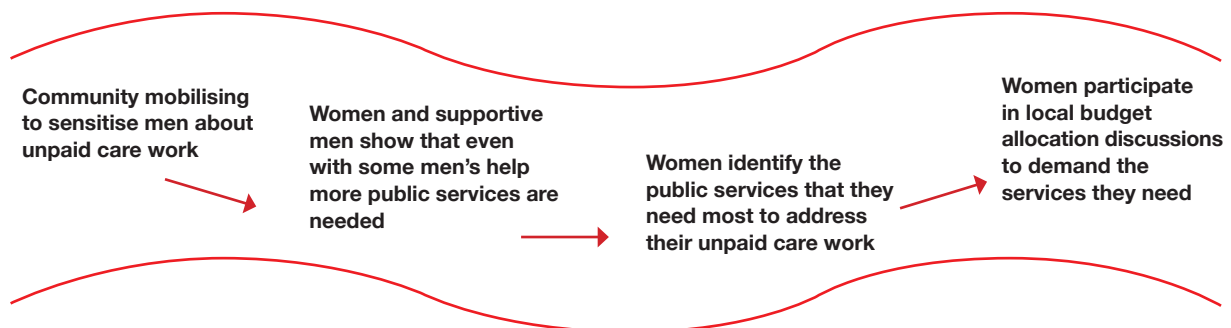 Community mobilising
to sensitise men about
unpaid care work
Women and supportive
men show that even
with some men's help
more public services are
needed
Women identify the
public services that they
need most to address
their unpaid care work
Women participate
in local budget
allocation discussions
to demand the
services they need